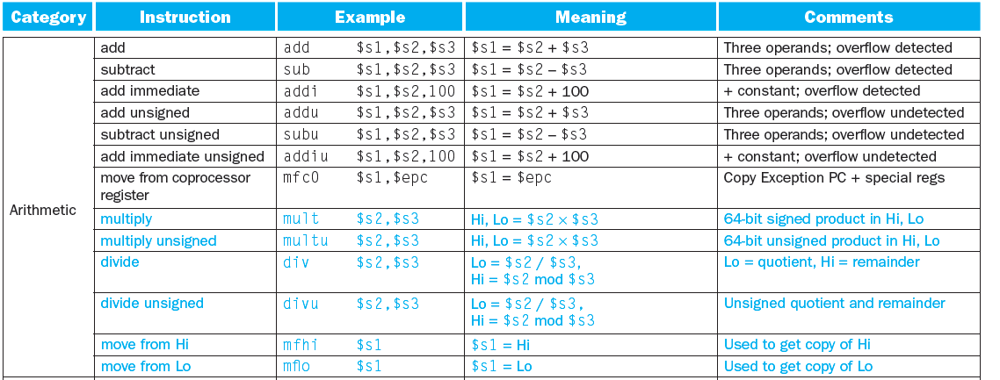 Category Instruction Example Meaning Comments
add add $s1,$s2,$s3 $s1 = $s2 + $s3 Three operands; overflow detected
subtract sub $s1,$s2,$s3 $s1 = $s2 – $s3 Three operands; overflow detected
add immediate addi $s1,$s2,100 $s1 = $s2 + 100 + constant; overflow detected
add unsigned addu $s1,$s2,$s3 $s1 = $s2 + $s3 Three operands; overflow undetected
subtract unsigned subu $s1,$s2,$s3 $s1 = $s2 – $s3 Three operands; overflow undetected
add immediate unsigned addiu $s1,$s2,100 $s1 = $s2 + 100 + constant; overflow undetected
move from coprocessor mfc0 $s1,$epc $s1 = $epc Copy Exception PC + special regs
register
Arithmetic
multiply mult $s2,$s3 Hi, Lo = $s2 × $s3 64-bit signed product in Hi, Lo
multiply unsigned multu $s2,$s3 Hi, Lo = $s2 × $s3 64-bit unsigned product in Hi, Lo
divide div $s2,$s3 Lo = $s2 / $s3, Lo = quotient, Hi = remainder
Hi = $s2 mod $s3
divide unsigned divu $s2,$s3 Lo = $s2 / $s3, Unsigned quotient and remainder
Hi = $s2 mod $s3
move from Hi mfhi $s1 $s1 = Hi Used to get copy of Hi
move from Lo mflo $s1 $s1 = Lo Used to get copy of Lo